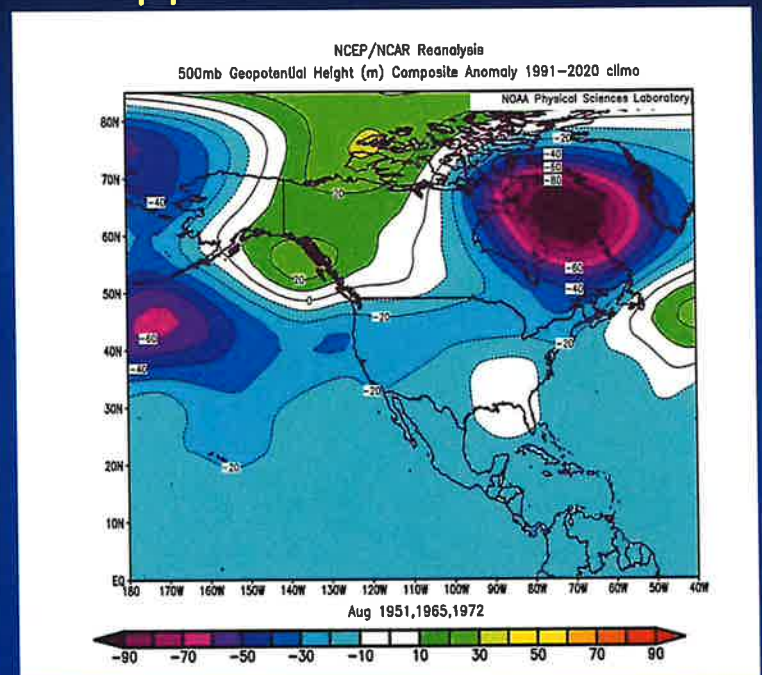 NCEP/NCAR Reanalysis
500mb Geopotential Height (m) Composite Anomaly 1991-2020 climo
NOAA Physical Sciences Laboratory
80N
70N
60N
50N
40N
30N
20N
10N
EQ
-20
-40
-60
-80
20
-40
-60
20
-40
0
-20
-20
-60
-40
-20
-20
180 170W 160W 150W 140W 130W 120W 110W 100W 90W 80W 70W 60W 50W 40W
Aug 1951,1965,1972
-90 -70 -50 -30 -10 10 30 50 70 90